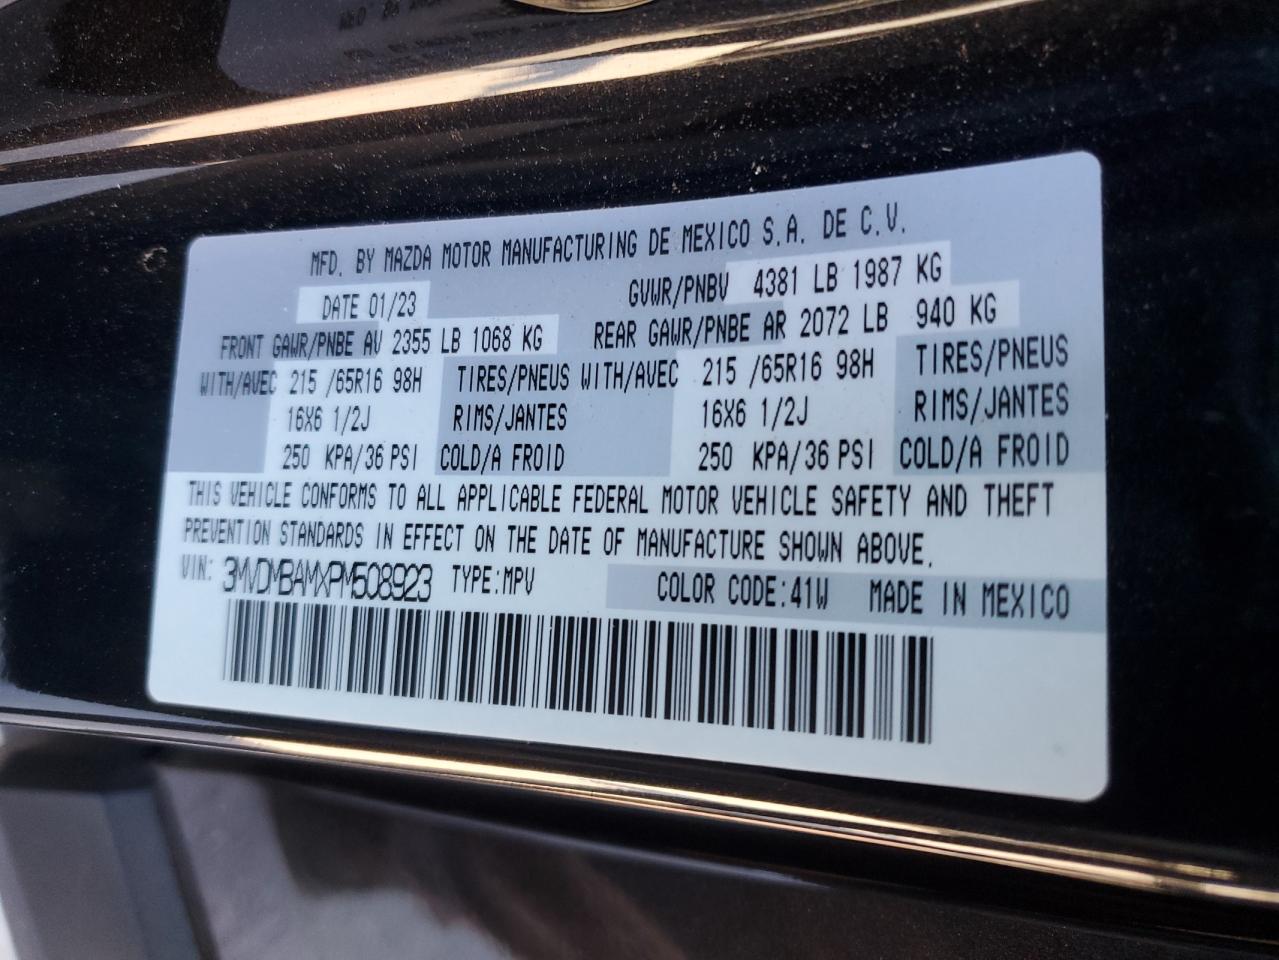 MFD. BY MAZDA MOTOR MANUFACTURING DE MEXICO S.A. DE C.V.
DATE 01/23 GVWR/PNBV 4381 LB 1987 KG
FRONT GAWR/PNBE AV 2355 LB 1068 KG REAR GAWR/PNBE AR 2072 LB 940 KG
WITH/AVEC 215 /65R16 98H TIRES/PNEUS WITH/AVEC 215 /65R16 98H TIRES/PNEUS
16X6 1/2J RIMS/JANTES 16X6 1/2J RIMS/JANTES
250 KPA/36 PSI COLD/A FROID 250 KPA/36 PSI COLD/A FROID
THIS VEHICLE CONFORMS TO ALL APPLICABLE FEDERAL MOTOR VEHICLE SAFETY AND THEFT
PREVENTION STANDARDS IN EFFECT ON THE DATE OF MANUFACTURE SHOWN ABOVE.
VIN: 3MVDMBAMXPM508923 TYPE:MPV COLOR CODE:41W MADE IN MEXICO